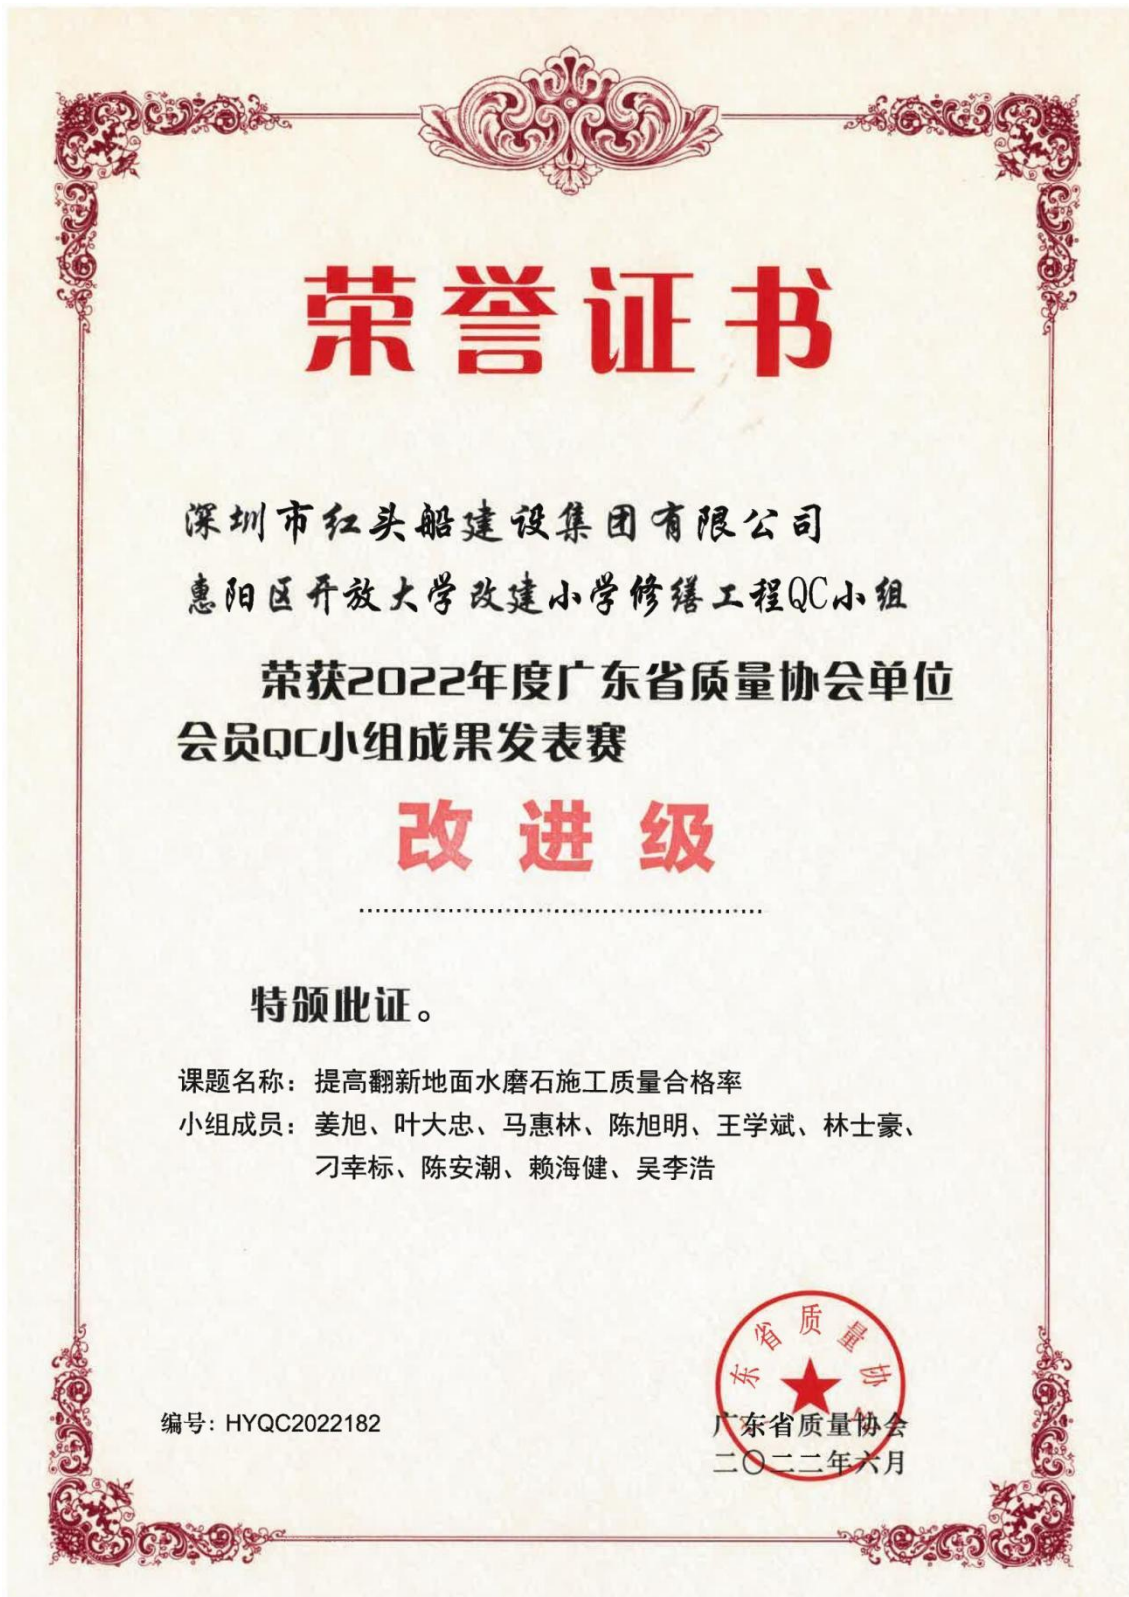 荣誉证书
深圳市红头船建设集团有限公司
惠阳区开放大学改建小学修缮工程QC小组
荣获2022年度广东省质量协会单位
会员QC小组成果发表赛
改进级
特颁此证。
课题名称：提高翻新地面水磨石施工质量合格率
小组成员：姜旭、叶大忠、马惠林、陈旭明、王学斌、林士豪、
刁幸标、陈安潮、赖海健、吴李浩
东省质量协
编号：HYQC2022182
广东省质量协会
二〇二二年六月